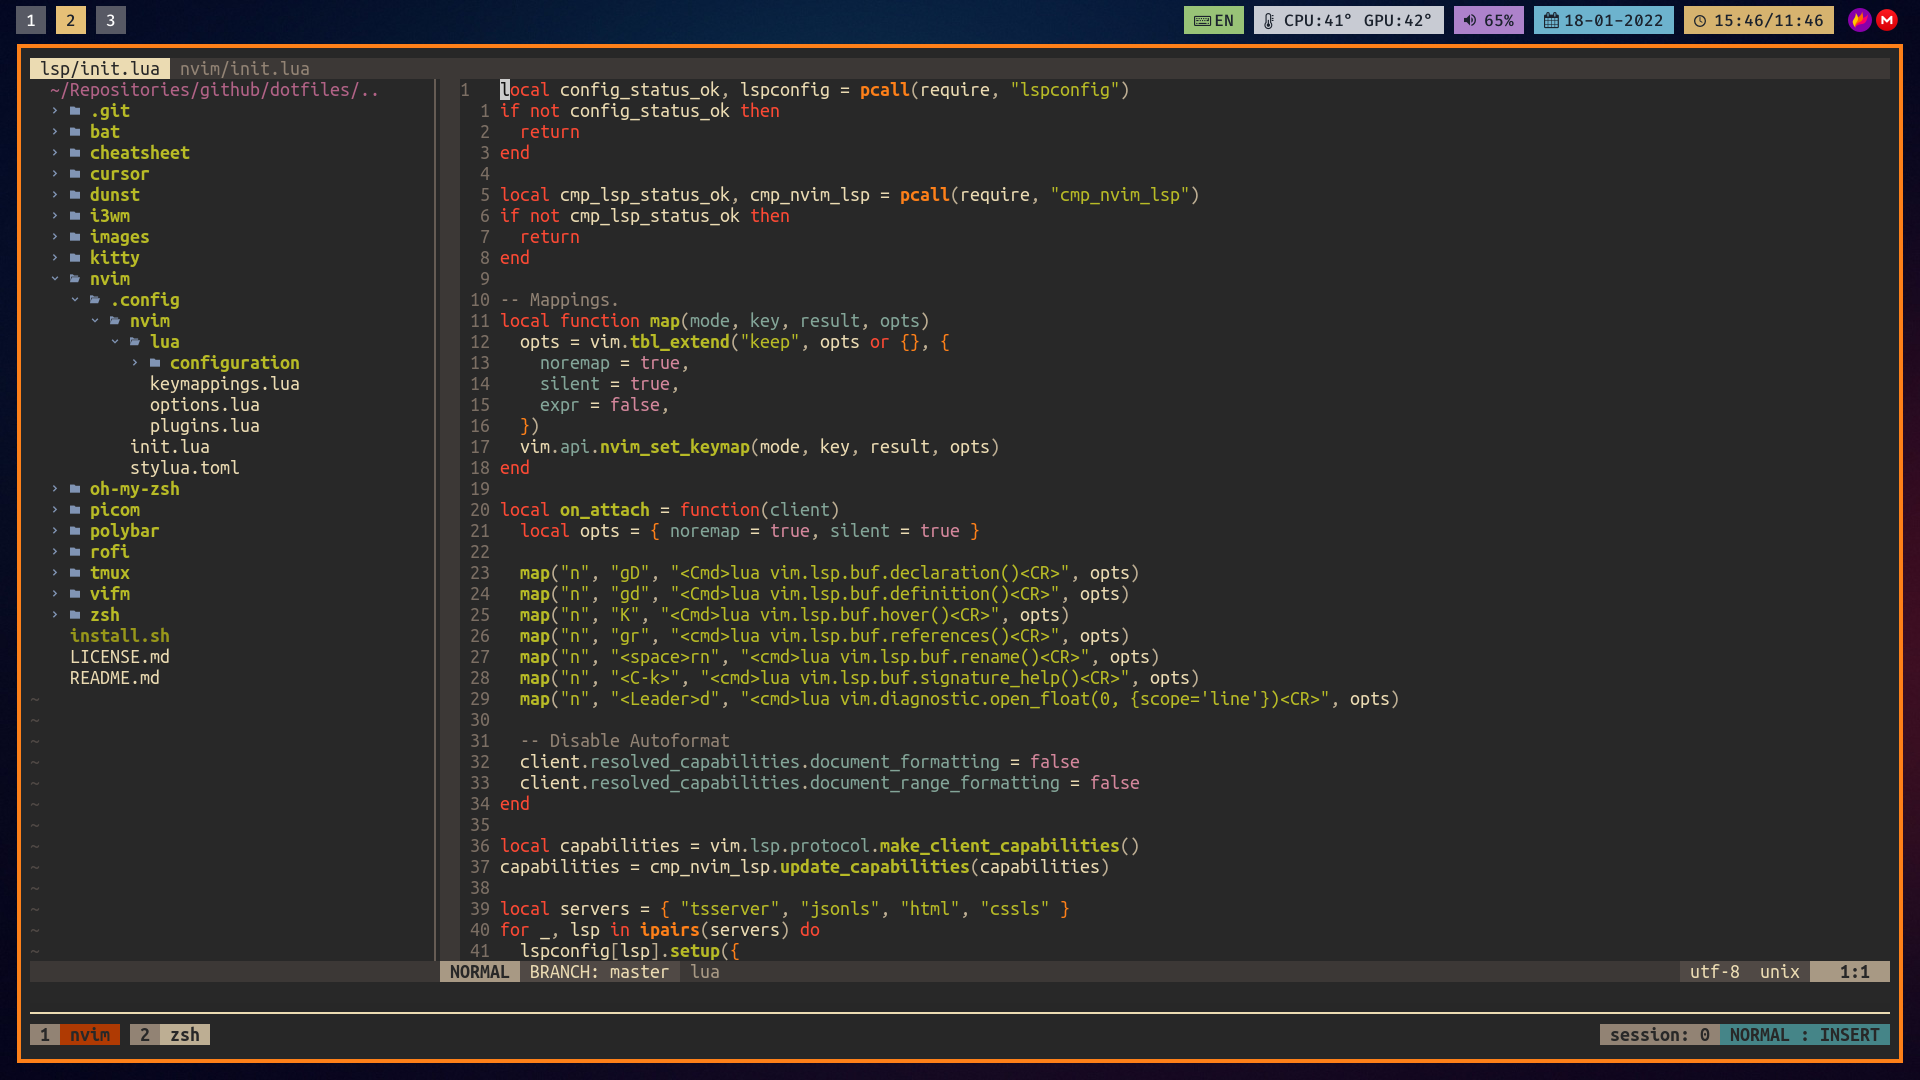 1 2 3
EN CPU:41° GPU:42° 65% 18-01-2022 15:46/11:46 M
lsp/init.lua nvim/init.lua
~/Repositories/github/dotfiles/..
.git
bat
cheatsheet
cursor
dunst
i3wm
images
kitty
nvim
.config
nvim
lua
configuration
keymappings.lua
options.lua
plugins.lua
init.lua
stylua.toml
oh-my-zsh
picom
polybar
rofi
tmux
vifm
zsh
install.sh
LICENSE.md
README.md
~
~
~
~
~
~
~
~
~
~
~
~
~
1 local config_status_ok, lspconfig = pcall(require, "lspconfig")
1 if not config_status_ok then
2 return
3 end
4
5 local cmp_lsp_status_ok, cmp_nvim_lsp = pcall(require, "cmp_nvim_lsp")
6 if not cmp_lsp_status_ok then
7 return
8 end
9
10 -- Mappings.
11 local function map(mode, key, result, opts)
12 opts = vim.tbl_extend("keep", opts or {}, {
13 noremap = true,
14 silent = true,
15 expr = false,
16 })
17 vim.api.nvim_set_keymap(mode, key, result, opts)
18 end
19
20 local on_attach = function(client)
21 local opts = { noremap = true, silent = true }
22
23 map("n", "gD", "<Cmd>lua vim.lsp.buf.declaration()<CR>", opts)
24 map("n", "gd", "<Cmd>lua vim.lsp.buf.definition()<CR>", opts)
25 map("n", "K", "<Cmd>lua vim.lsp.buf.hover()<CR>", opts)
26 map("n", "gr", "<cmd>lua vim.lsp.buf.references()<CR>", opts)
27 map("n", "<space>rn", "<cmd>lua vim.lsp.buf.rename()<CR>", opts)
28 map("n", "<C-k>", "<cmd>lua vim.lsp.buf.signature_help()<CR>", opts)
29 map("n", "<Leader>d", "<cmd>lua vim.diagnostic.open_float(0, {scope='line'})<CR>", opts)
30
31 -- Disable Autoformat
32 client.resolved_capabilities.document_formatting = false
33 client.resolved_capabilities.document_range_formatting = false
34 end
35
36 local capabilities = vim.lsp.protocol.make_client_capabilities()
37 capabilities = cmp_nvim_lsp.update_capabilities(capabilities)
38
39 local servers = { "tsserver", "jsonls", "html", "cssls" }
40 for _, lsp in ipairs(servers) do
41 lspconfig[lsp].setup({
NORMAL BRANCH: master lua utf-8 unix 1:1
1 nvim 2 zsh session: 0 NORMAL : INSERT